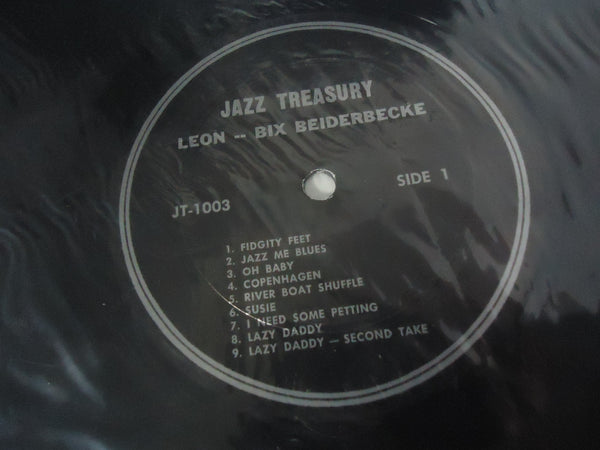 JAZZ TREASURY
LEON -- BIX BEIDERBECKE
JT-1003 SIDE 1
1. FIDGITY FEET
2. JAZZ ME BLUES
3. OH BABY
4. COPENHAGEN
5. RIVER BOAT SHUFFLE
6. SUSIE
7. I NEED SOME PETTING
8. LAZY DADDY
9. LAZY DADDY — SECOND TAKE